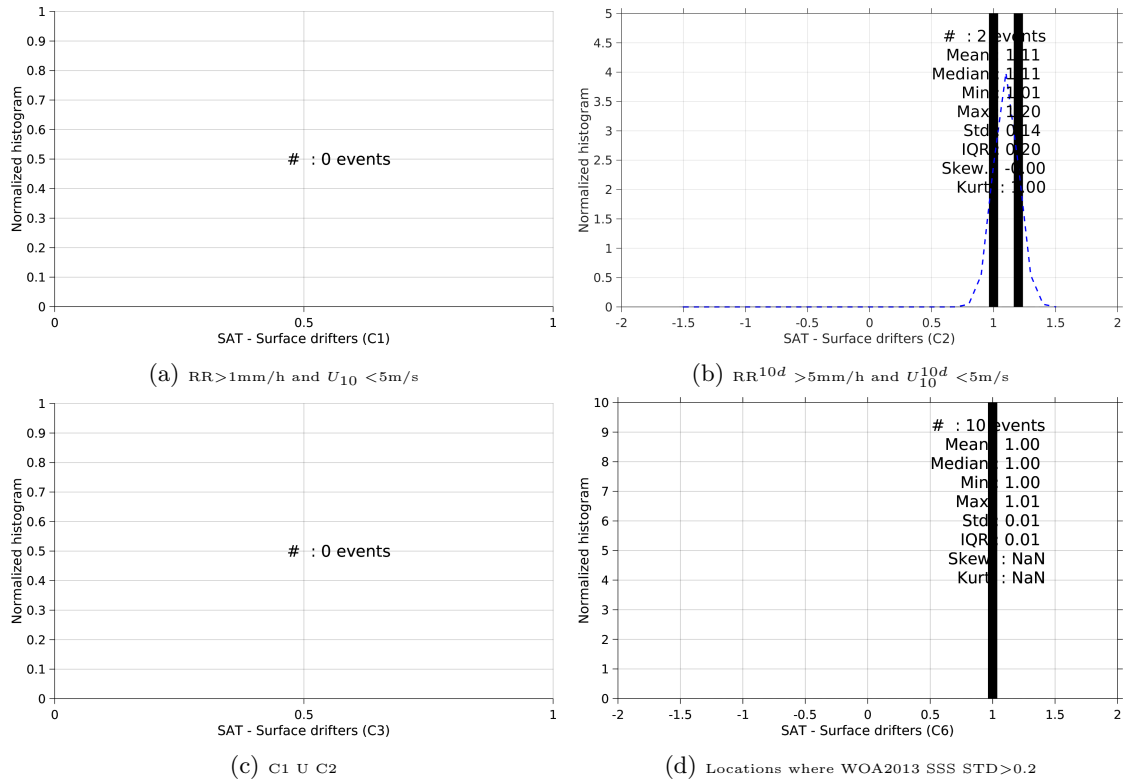 1
0.9
0.8
0.7
0.6
0.5
0.4
0.3
0.2
0.1
0
Normalized histogram
# : 0 events
0 0.5 1
SAT - Surface drifters (C1)
(a) RR>1mm/h and U10 <5m/s
5
4.5
4
3.5
3
2.5
2
1.5
1
0.5
0
Normalized histogram
# : 2 events
Mean : 1.11
Median : 1.11
Min : 1.01
Max : 1.20
Std : 0.14
IQR : 0.20
Skew. : -0.00
Kurt : 1.00
-2 -1.5 -1 -0.5 0 0.5 1 1.5 2
SAT - Surface drifters (C2)
(b) RR^10d >5mm/h and U10^10d <5m/s
1
0.9
0.8
0.7
0.6
0.5
0.4
0.3
0.2
0.1
0
Normalized histogram
# : 0 events
0 0.5 1
SAT - Surface drifters (C3)
(c) C1 U C2
10
9
8
7
6
5
4
3
2
1
0
Normalized histogram
# : 10 events
Mean : 1.00
Median : 1.00
Min : 1.00
Max : 1.01
Std : 0.01
IQR : 0.01
Skew. : NaN
Kurt : NaN
-2 -1.5 -1 -0.5 0 0.5 1 1.5 2
SAT - Surface drifters (C6)
(d) Locations where WOA2013 SSS STD>0.2